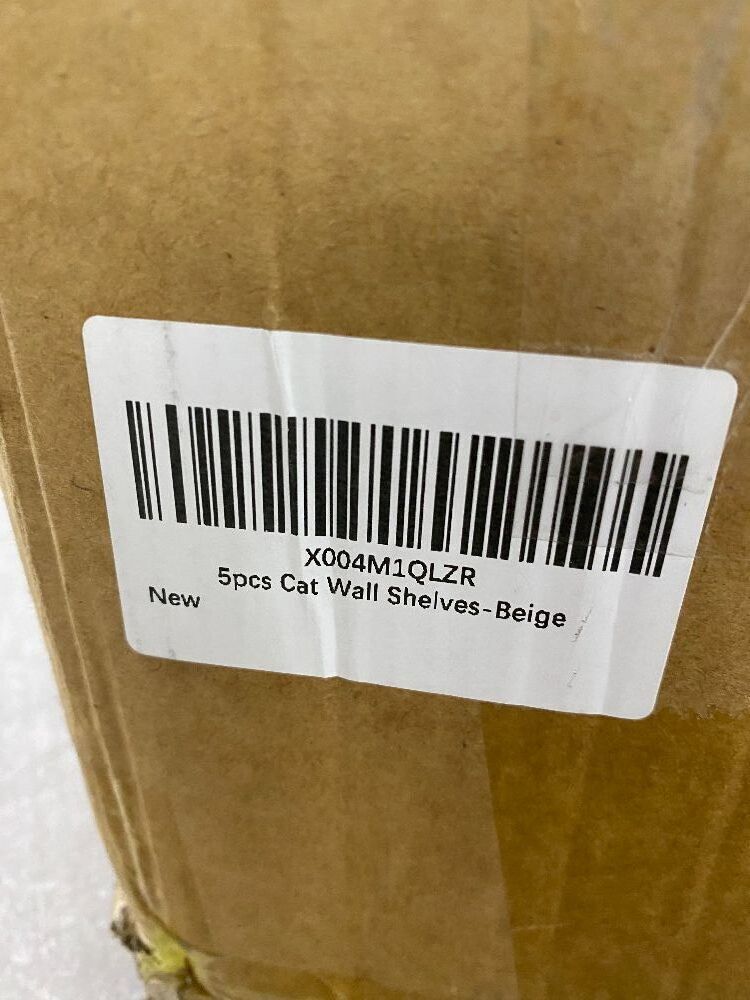 X004M1QLZR
5pcs Cat Wall Shelves-Beige
New